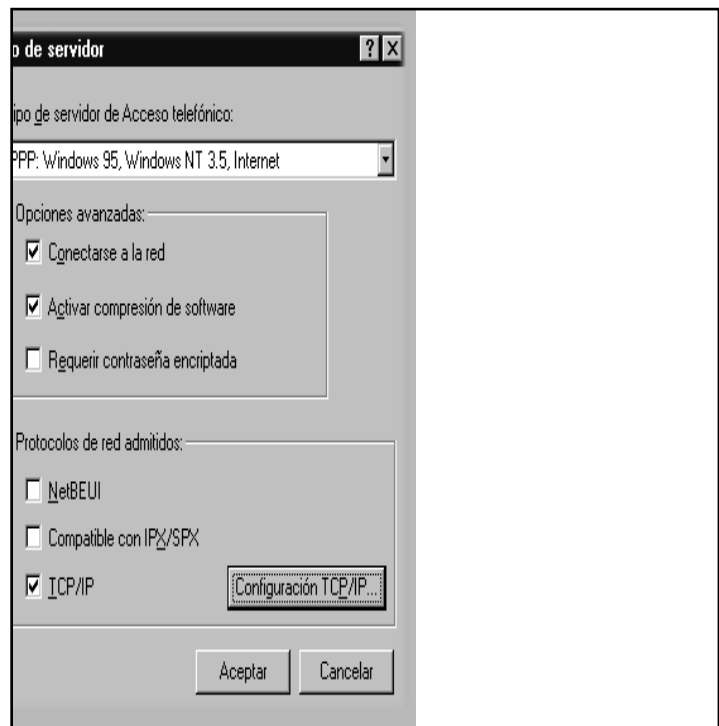 o de servidor
ipo de servidor de Acceso telefónico:
PPP: Windows 95, Windows NT 3.5, Internet
Opciones avanzadas:
Conectarse a la red
Activar compresión de software
Requerir contraseña encriptada
Protocolos de red admitidos:
NetBEUI
Compatible con IPX/SPX
TCP/IP
Configuración TCP/IP...
Aceptar
Cancelar